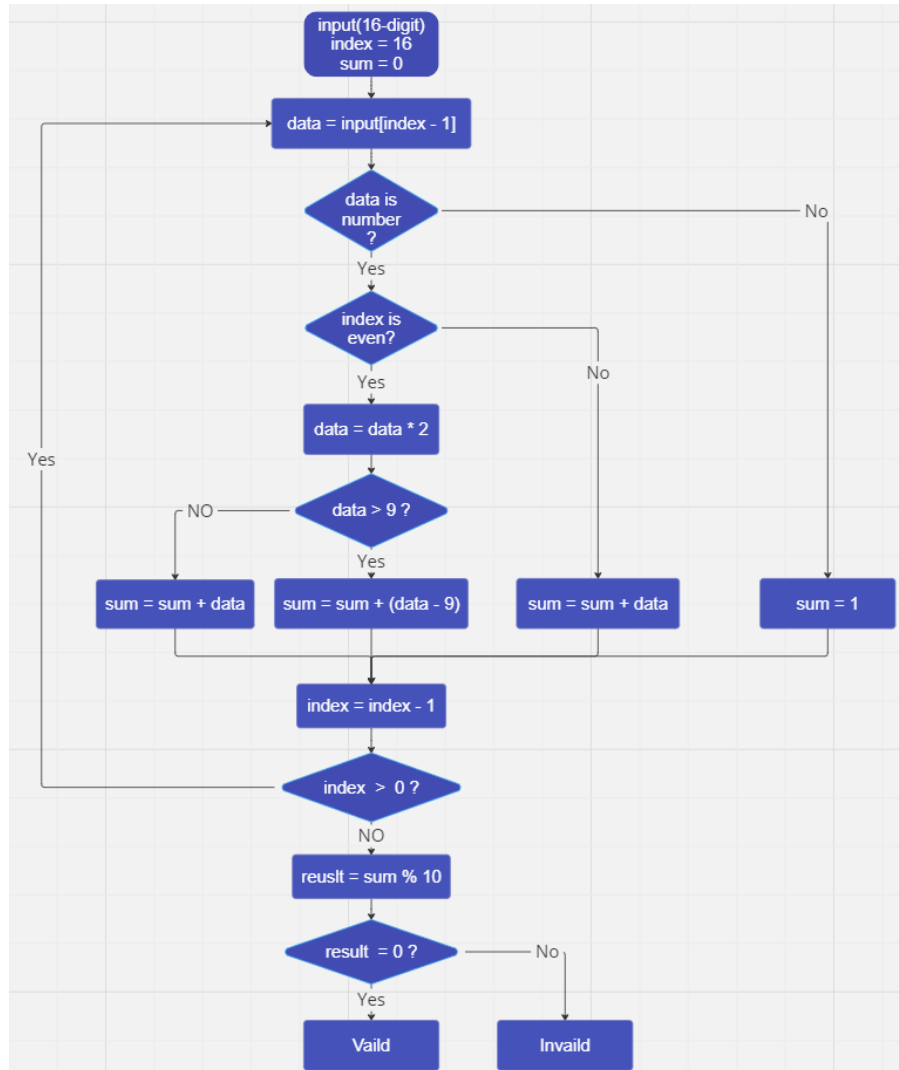 input(16-digit)
index = 16
sum = 0
data = input[index - 1]
data is
number
?
No
Yes
index is
even?
No
Yes
data = data * 2
Yes
data > 9 ?
NO
Yes
sum = sum + data
sum = sum + (data - 9)
sum = sum + data
sum = 1
index = index - 1
index > 0 ?
NO
reuslt = sum % 10
result = 0 ?
No
Yes
Vaild
Invaild